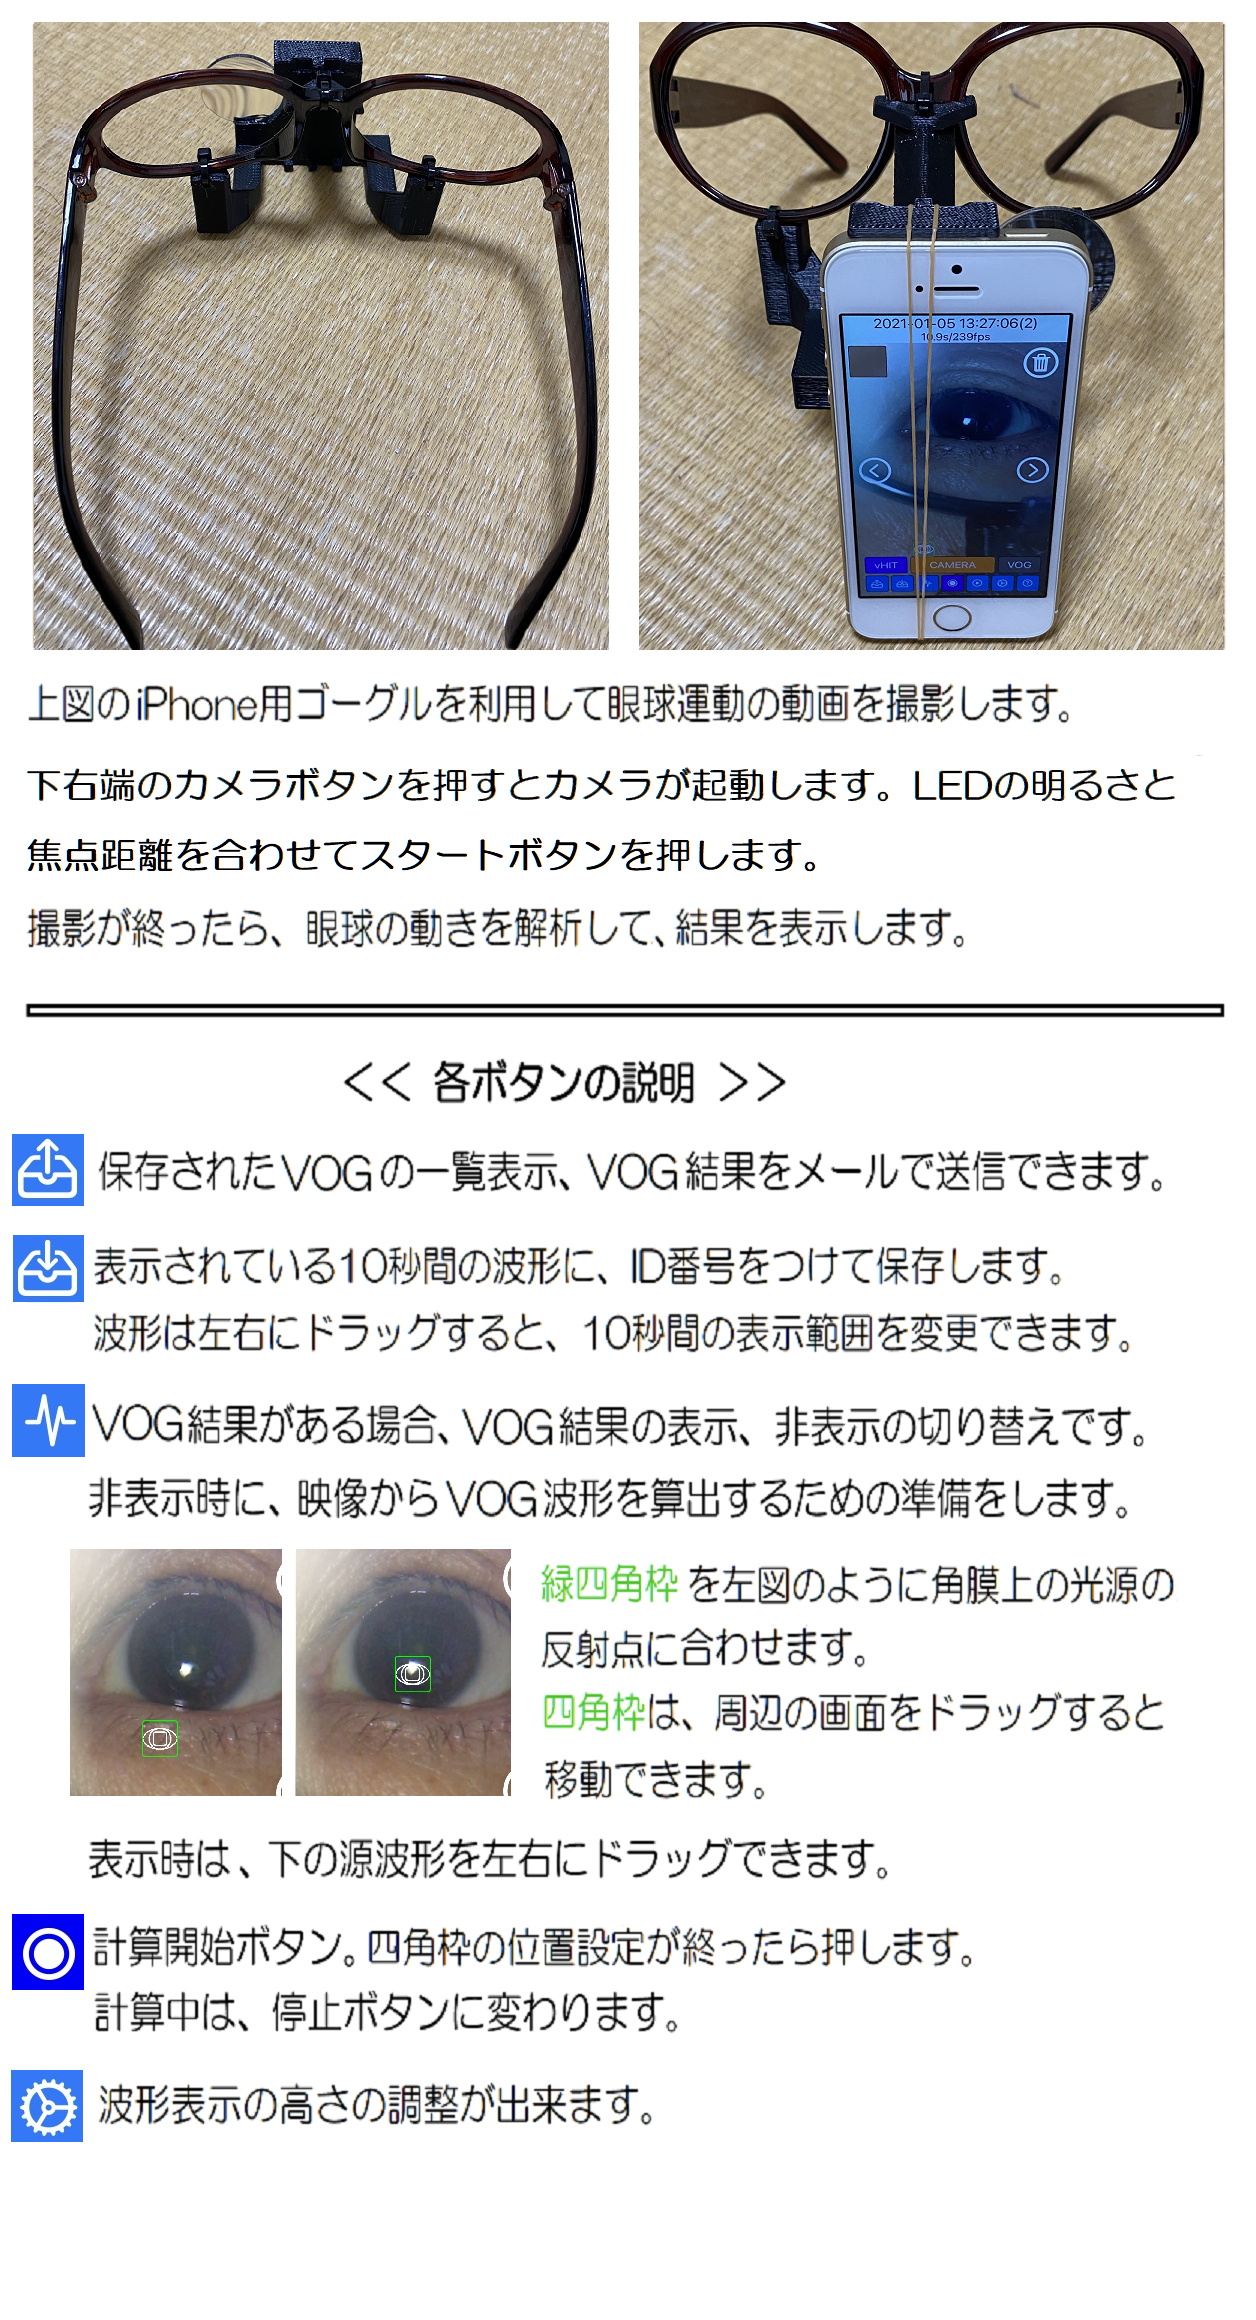 2021-01-05 13:27:06(2)
10.9s/239fps
vHIT CAMERA VOG
上図のiPhone用ゴーグルを利用して眼球運動の動画を撮影します。
下右端のカメラボタンを押すとカメラが起動します。LEDの明るさと
焦点距離を合わせてスタートボタンを押します。
撮影が終ったら、眼球の動きを解析して、結果を表示します。
<< 各ボタンの説明 >>
保存されたVOGの一覧表示、VOG結果をメールで送信できます。
表示されている10秒間の波形に、ID番号をつけて保存します。
波形は左右にドラッグすると、10秒間の表示範囲を変更できます。
VOG結果がある場合、VOG結果の表示、非表示の切り替えです。
非表示時に、映像からVOG波形を算出するための準備をします。
緑四角枠 を左図のように角膜上の光源の
反射点に合わせます。
四角枠は、周辺の画面をドラッグすると
移動できます。
表示時は、下の源波形を左右にドラッグできます。
計算開始ボタン。四角枠の位置設定が終ったら押します。
計算中は、停止ボタンに変わります。
波形表示の高さの調整が出来ます。